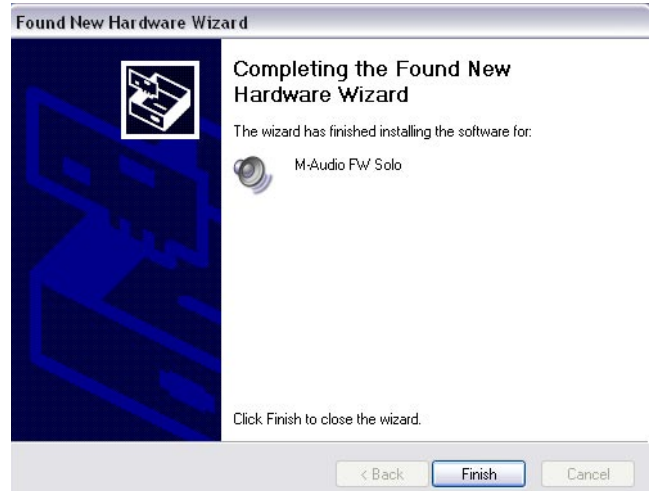 Found New Hardware Wizard
Completing the Found New
Hardware Wizard
The wizard has finished installing the software for:
M-Audio FW Solo
Click Finish to close the wizard.
< Back Finish Cancel